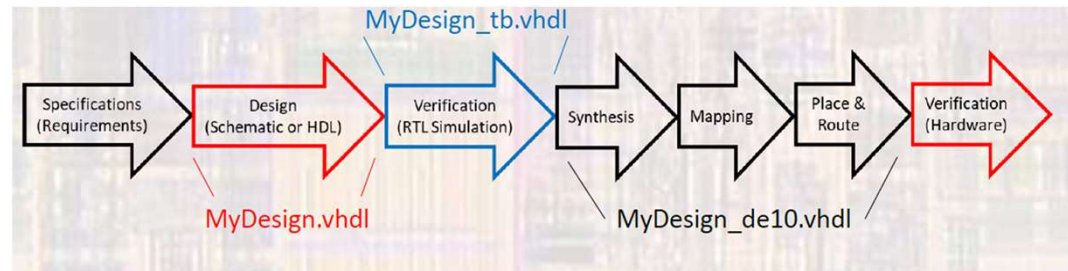 MyDesign_tb.vhdl
Specifications
(Requirements)
Design
(Schematic or HDL)
Verification
(RTL Simulation)
Synthesis
Mapping
Place &
Route
Verification
(Hardware)
MyDesign.vhdl
MyDesign_de10.vhdl